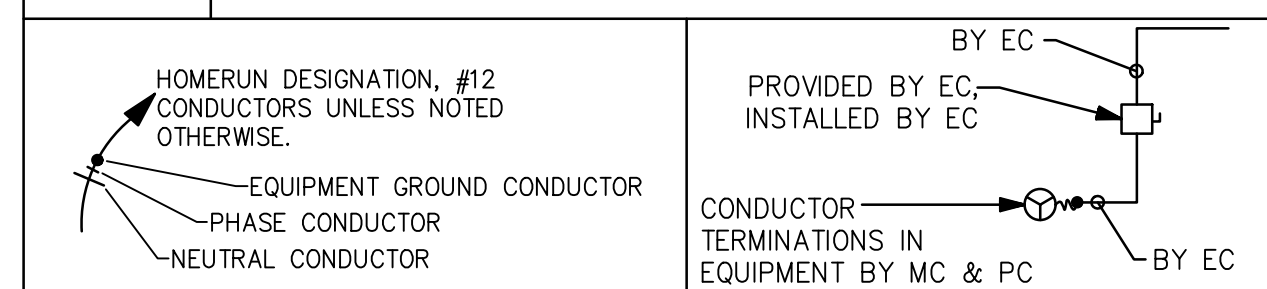 HOMERUN DESIGNATION, #12
CONDUCTORS UNLESS NOTED
OTHERWISE.
EQUIPMENT GROUND CONDUCTOR
PHASE CONDUCTOR
NEUTRAL CONDUCTOR
BY EC
PROVIDED BY EC,
INSTALLED BY EC
CONDUCTOR
TERMINATIONS IN
EQUIPMENT BY MC & PC
BY EC